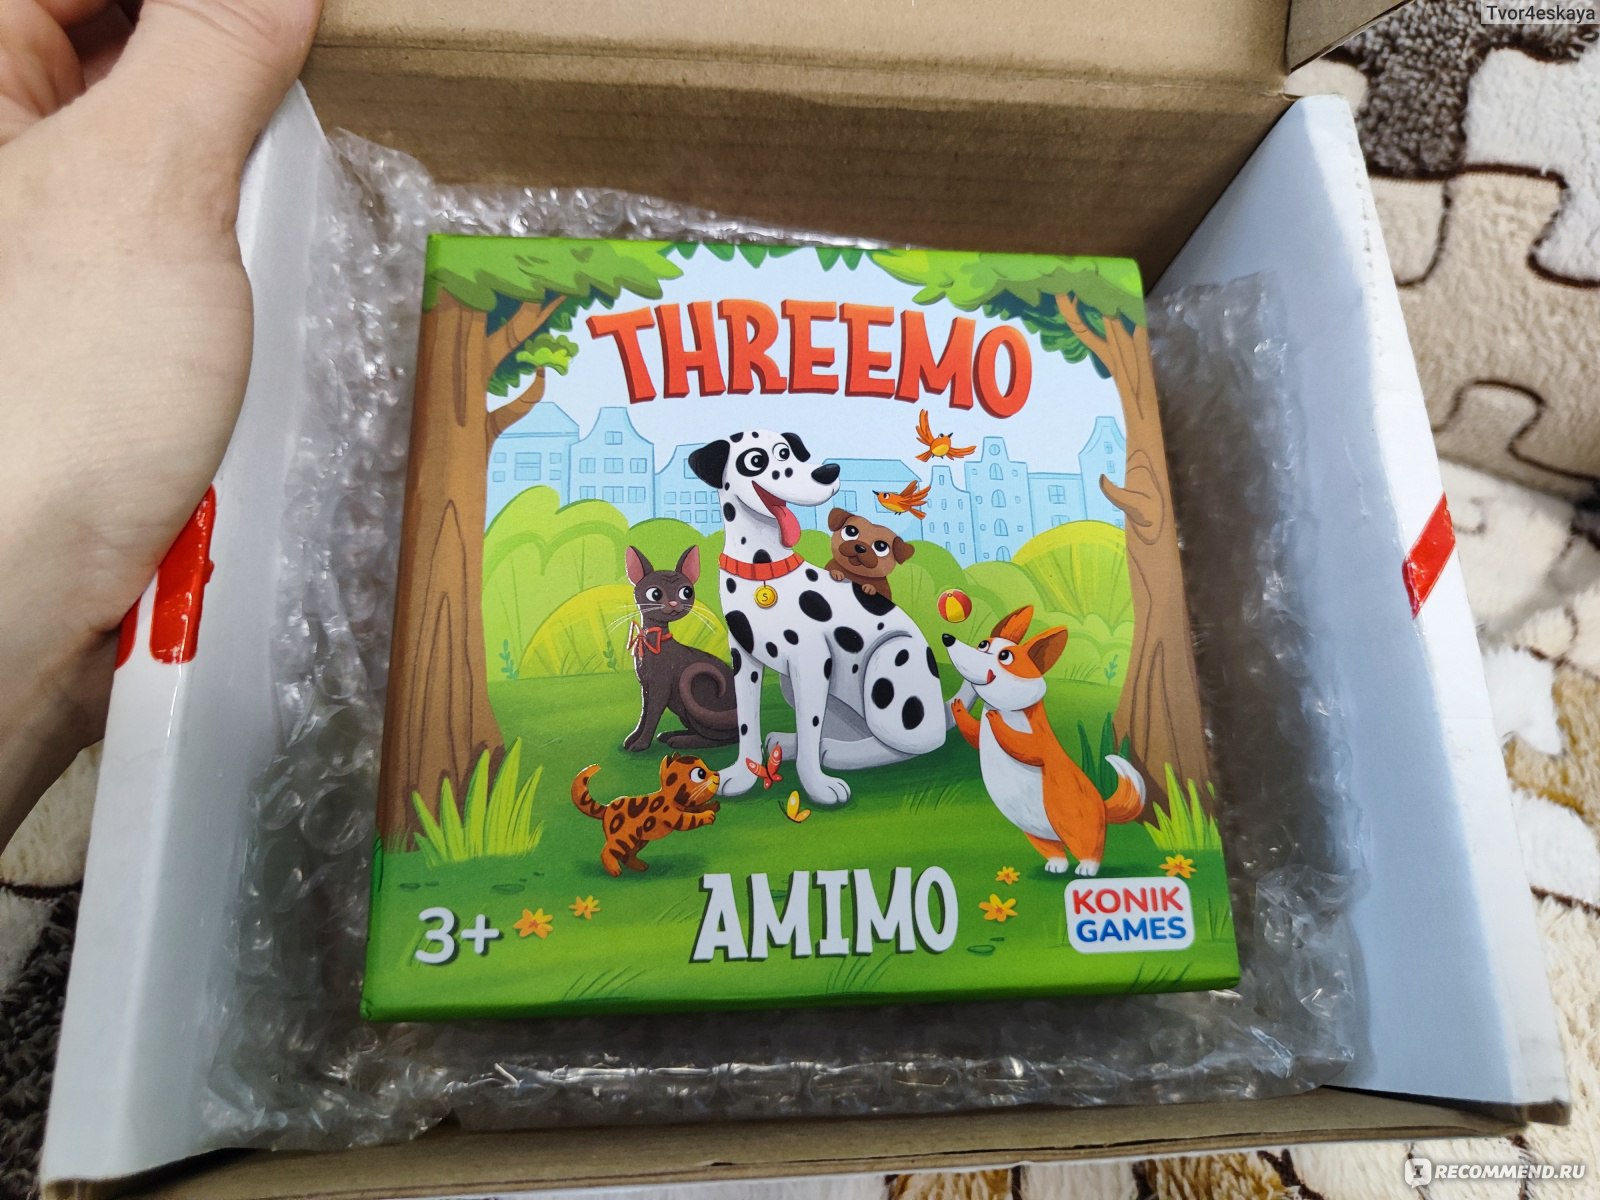 Tvor4eskaya
THREEMO
S
AMIMO
3+
KONIK
GAMES
RECOMMEND.RU